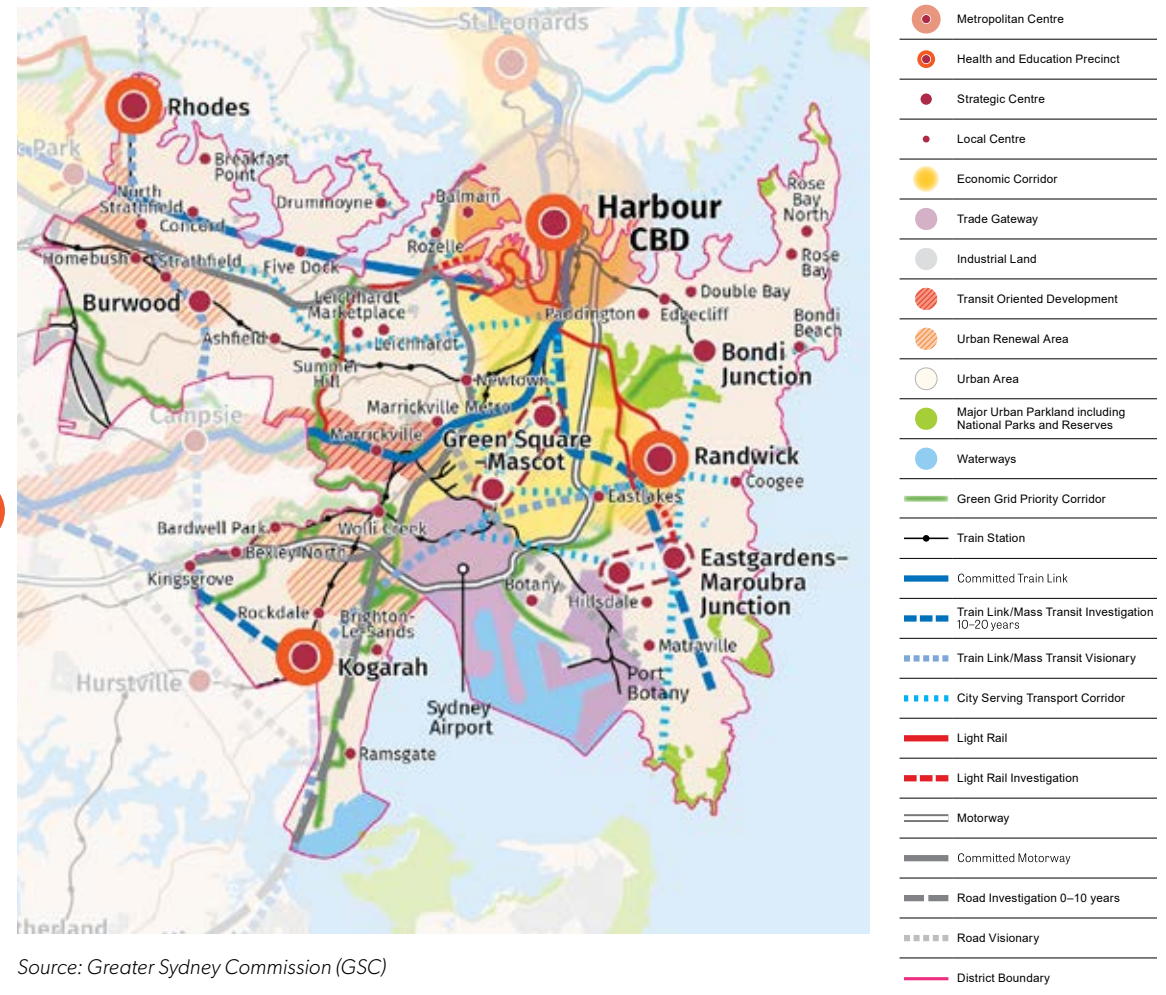 St Leonards
Rhodes
c Park
Breakfast
Point
North
Strathfield
Concord
Drummoyne
Balmain
Harbour
CBD
Rose
Bay
North
Rose
Bay
Rozelle
Homebush
Strathfield
Five Dock
Burwood
Leichhardt
Marketplace
Leichhardt
Ashfield
Summer
Hill
Paddington
Double Bay
Edgecliff
Bondi
Beach
Bondi
Junction
Newtown
Campsie
Marrickville Metro
Marrickville
Green Square
–Mascot
Randwick
Coogee
Eastlakes
Bardwell Park
Wolli Creek
Bexley North
Kingsgrove
Rockdale
Brighton-
Le-Sands
Botany
Hillsdale
Eastgardens–
Maroubra
Junction
Kogarah
Hurstville
Matraville
Port
Botany
Sydney
Airport
Ramsgate
therland
Source: Greater Sydney Commission (GSC)
Metropolitan Centre
Health and Education Precinct
Strategic Centre
Local Centre
Economic Corridor
Trade Gateway
Industrial Land
Transit Oriented Development
Urban Renewal Area
Urban Area
Major Urban Parkland including
National Parks and Reserves
Waterways
Green Grid Priority Corridor
Train Station
Committed Train Link
Train Link/Mass Transit Investigation
10–20 years
Train Link/Mass Transit Visionary
City Serving Transport Corridor
Light Rail
Light Rail Investigation
Motorway
Committed Motorway
Road Investigation 0–10 years
Road Visionary
District Boundary